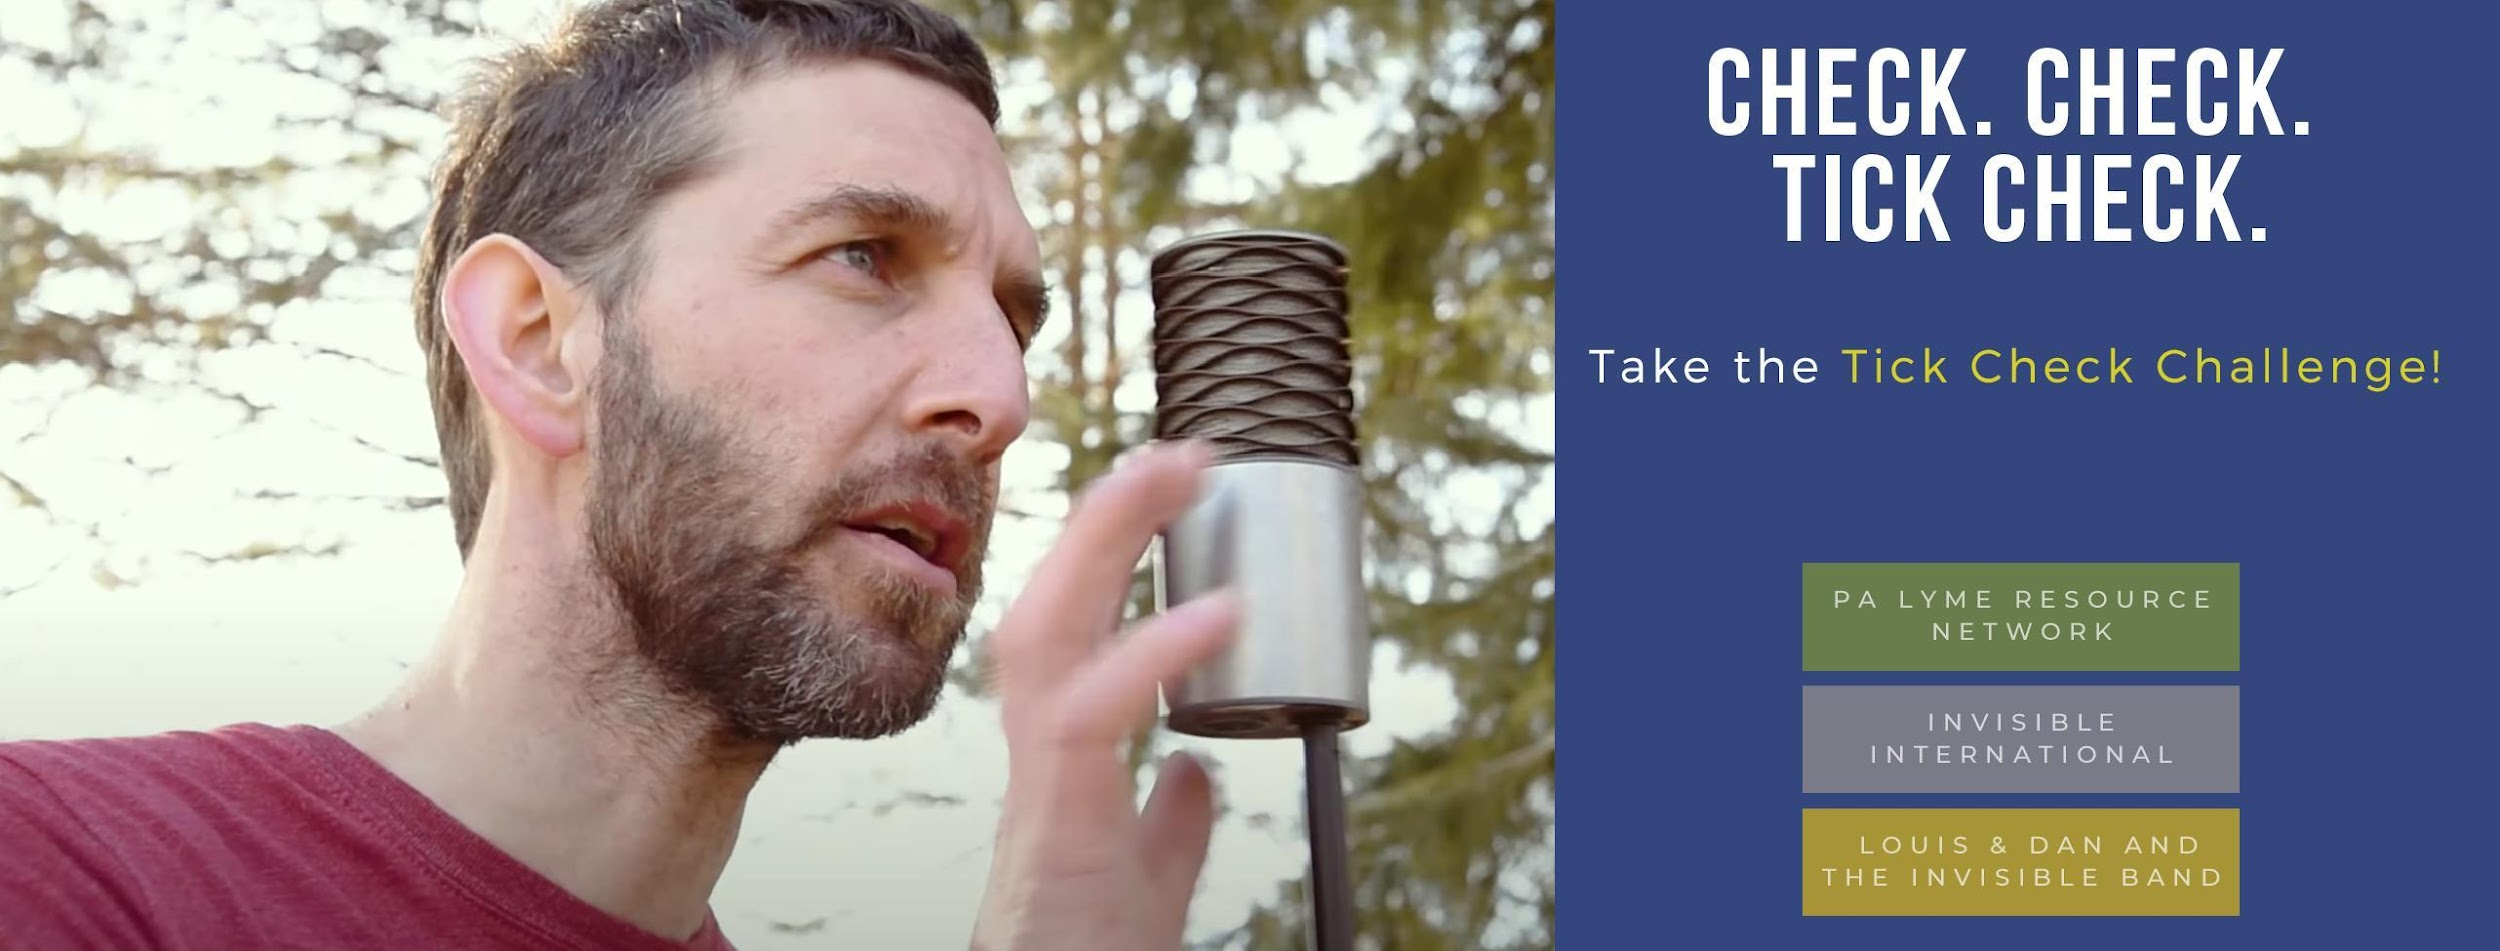 CHECK. CHECK.
TICK CHECK.
Take the Tick Check Challenge!
PA LYME RESOURCE
NETWORK
INVISIBLE
INTERNATIONAL
LOUIS & DAN AND
THE INVISIBLE BAND